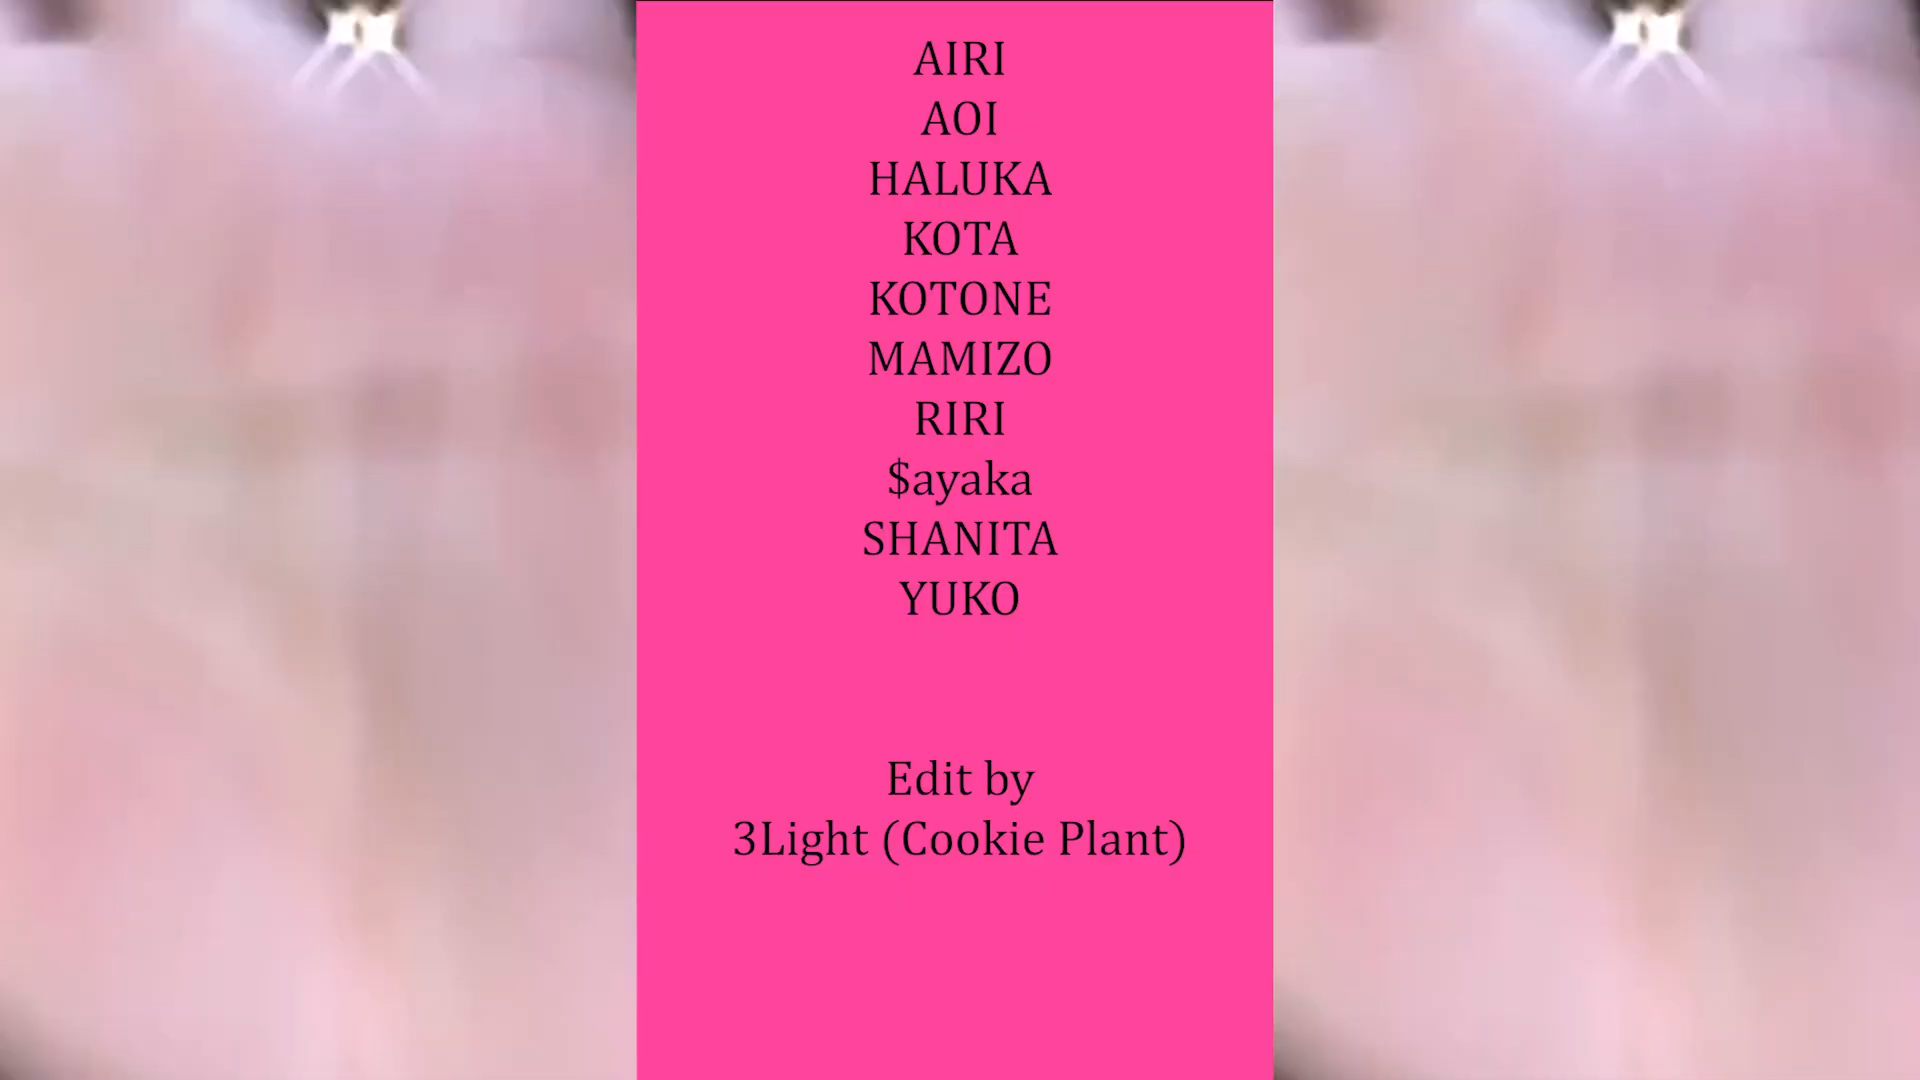 AIRI
AOI
HALUKA
KOTA
KOTONE
MAMIZO
RIRI
$ayaka
SHANITA
YUKO
Edit by
3Light (Cookie Plant)